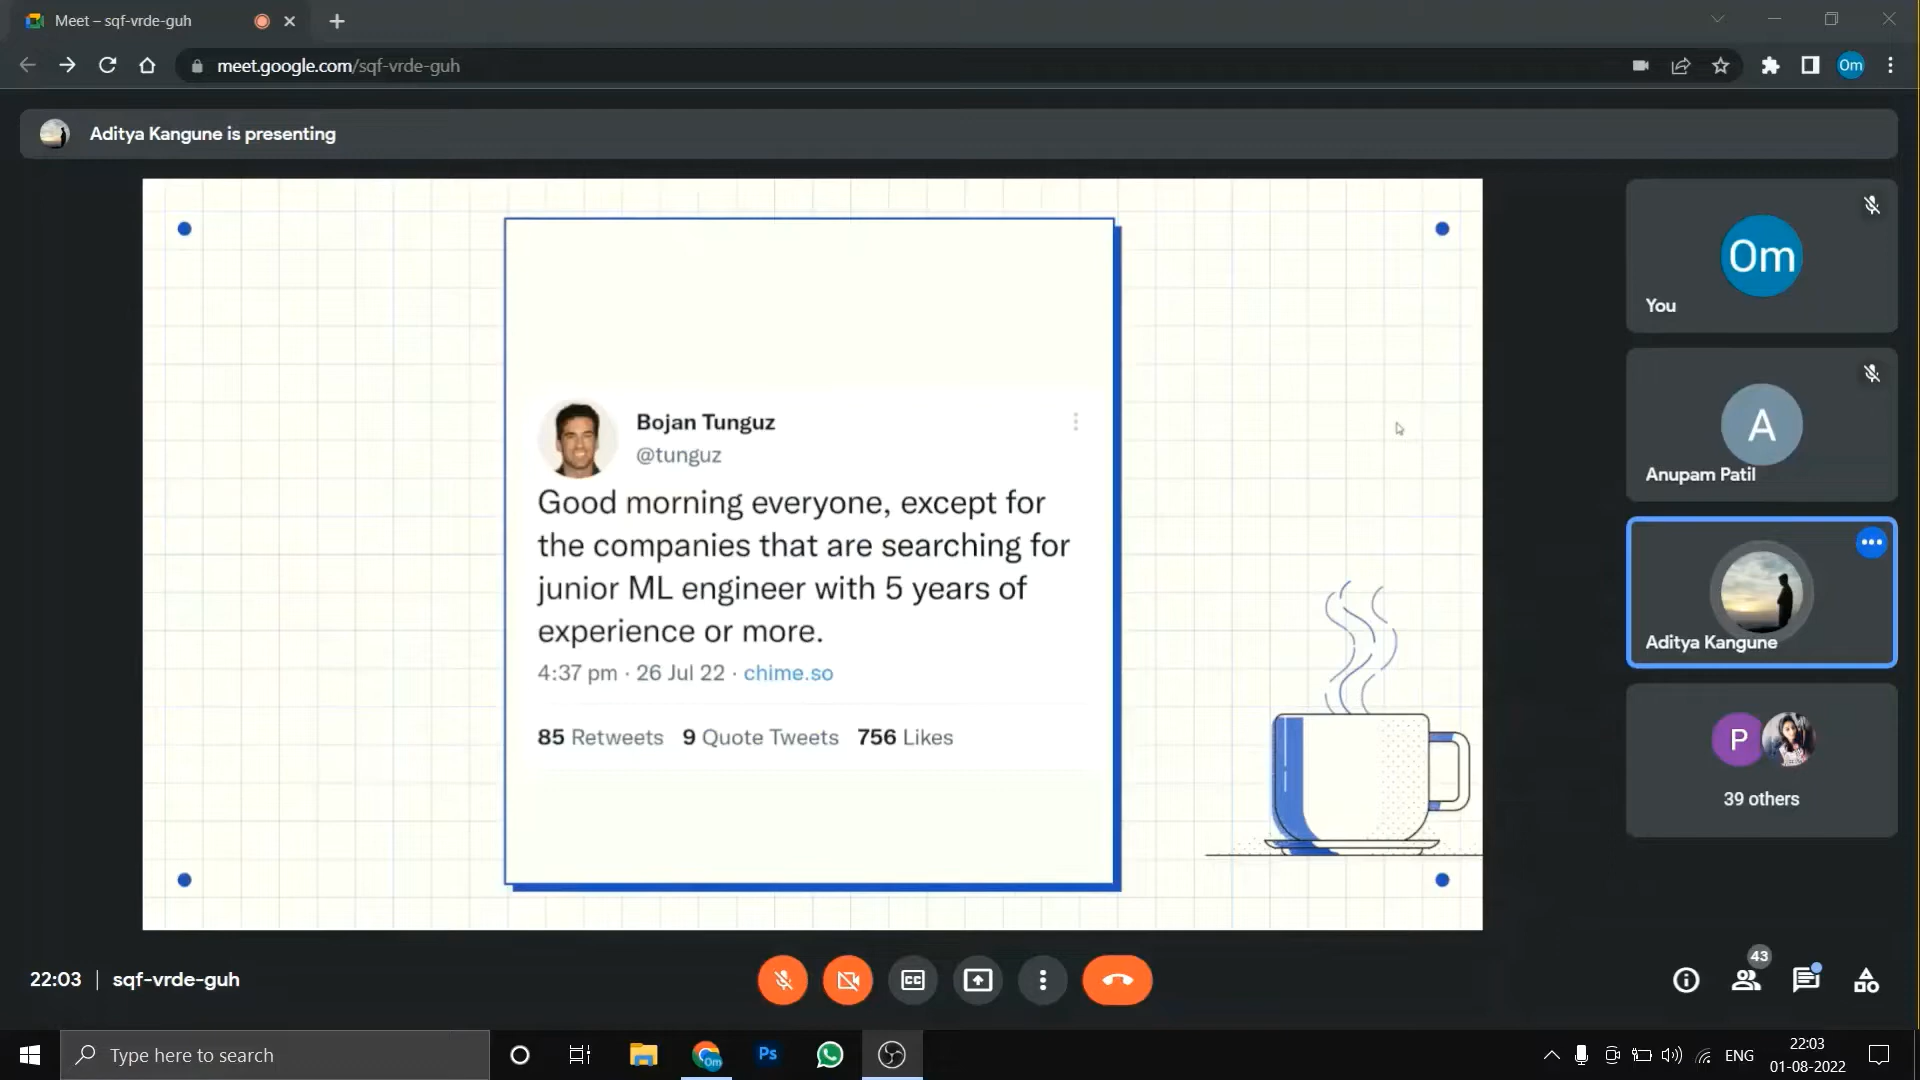 Meet – sqf-vrde-guh
meet.google.com/sqf-vrde-guh
Om
Aditya Kangune is presenting
Om
You
Bojan Tunguz
@tunguz
Good morning everyone, except for
the companies that are searching for
junior ML engineer with 5 years of
experience or more.
4:37 pm · 26 Jul 22 · chime.so
85 Retweets 9 Quote Tweets 756 Likes
A
Anupam Patil
Aditya Kangune
P
39 others
22:03 | sqf-vrde-guh
CC
43
Type here to search
Om
Ps
ENG
22:03
01-08-2022